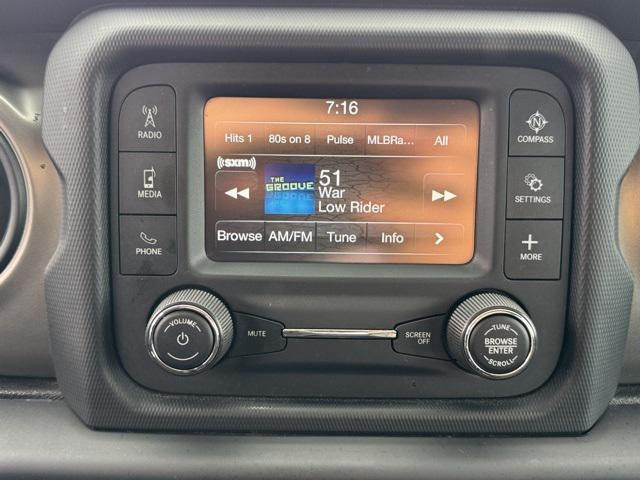 7:16
Hits 1 80s on 8 Pulse MLBRa... All
((sxm))
THE
GROOVE
51
War
Low Rider
Browse AM/FM Tune Info >
RADIO
MEDIA
PHONE
COMPASS
N
SETTINGS
+
MORE
VOLUME
MUTE
SCREEN
OFF
TUNE
BROWSE
ENTER
SCROLL